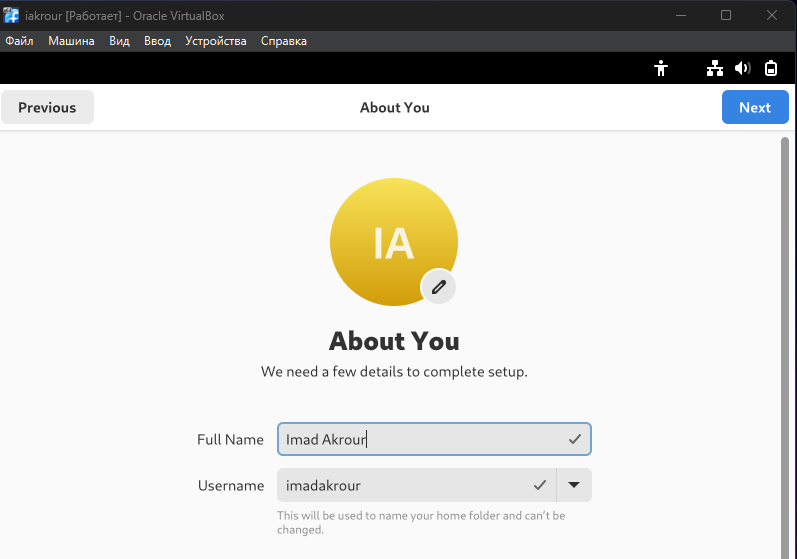 iakrour [Работает] - Oracle VirtualBox
Файл Машина Вид Ввод Устройства Справка
Previous About You Next
IA
About You
We need a few details to complete setup.
Full Name Imad Akrour
Username imadakrour
This will be used to name your home folder and can’t be
changed.